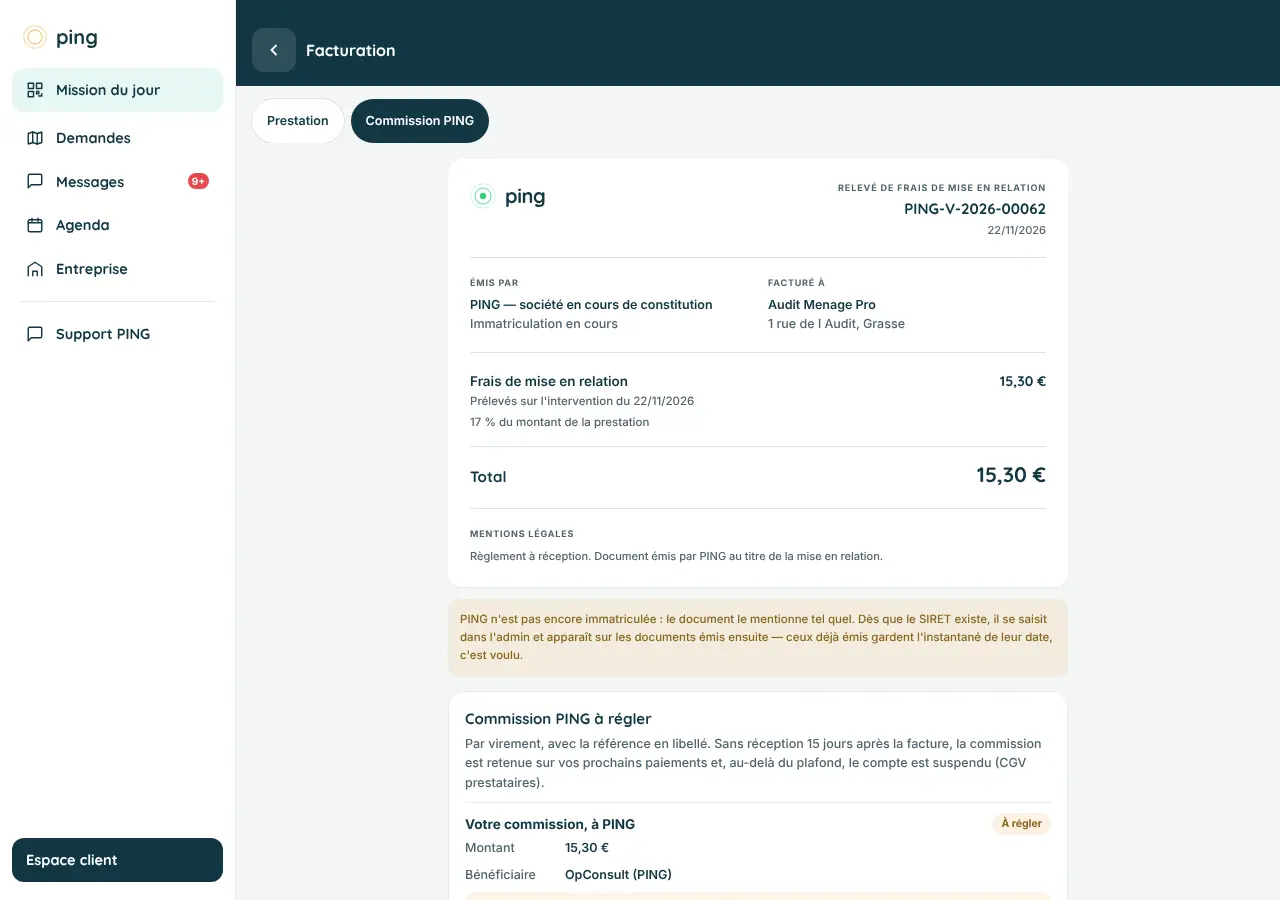 ping
Mission du jour
Demandes
Messages
9+
Agenda
Entreprise
Support PING
Espace client
Facturation
Prestation
Commission PING
ping
RELEVÉ DE FRAIS DE MISE EN RELATION
PING-V-2026-00062
22/11/2026
ÉMIS PAR
PING — société en cours de constitution
Immatriculation en cours
FACTURÉ À
Audit Menage Pro
1 rue de l Audit, Grasse
Frais de mise en relation
15,30 €
Prélevés sur l'intervention du 22/11/2026
17 % du montant de la prestation
Total
15,30 €
MENTIONS LÉGALES
Règlement à réception. Document émis par PING au titre de la mise en relation.
PING n'est pas encore immatriculée : le document le mentionne tel quel. Dès que le SIRET existe, il se saisit
dans l'admin et apparaît sur les documents émis ensuite — ceux déjà émis gardent l'instantané de leur date,
c'est voulu.
Commission PING à régler
Par virement, avec la référence en libellé. Sans réception 15 jours après la facture, la commission
est retenue sur vos prochains paiements et, au-delà du plafond, le compte est suspendu (CGV
prestataires).
Votre commission, à PING
À régler
Montant
15,30 €
Bénéficiaire
OpConsult (PING)